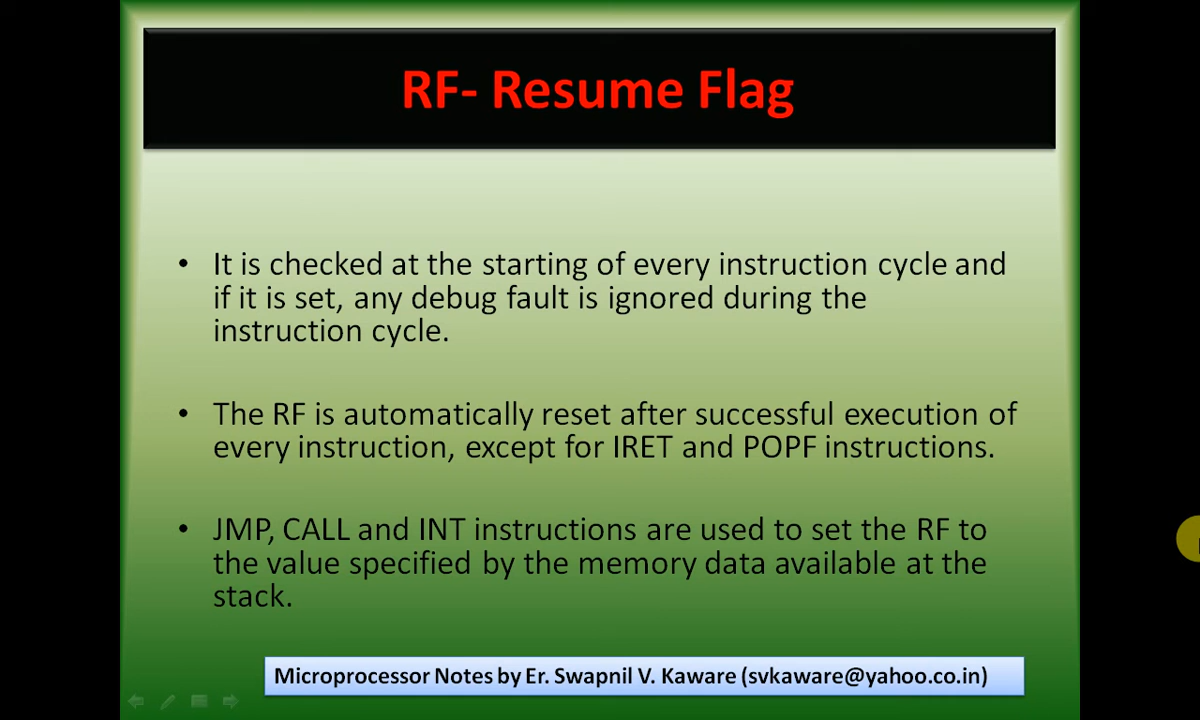 RF- Resume Flag
• It is checked at the starting of every instruction cycle and
if it is set, any debug fault is ignored during the
instruction cycle.
• The RF is automatically reset after successful execution of
every instruction, except for IRET and POPF instructions.
• JMP, CALL and INT instructions are used to set the RF to
the value specified by the memory data available at the
stack.
Microprocessor Notes by Er. Swapnil V. Kaware (svkaware@yahoo.co.in)